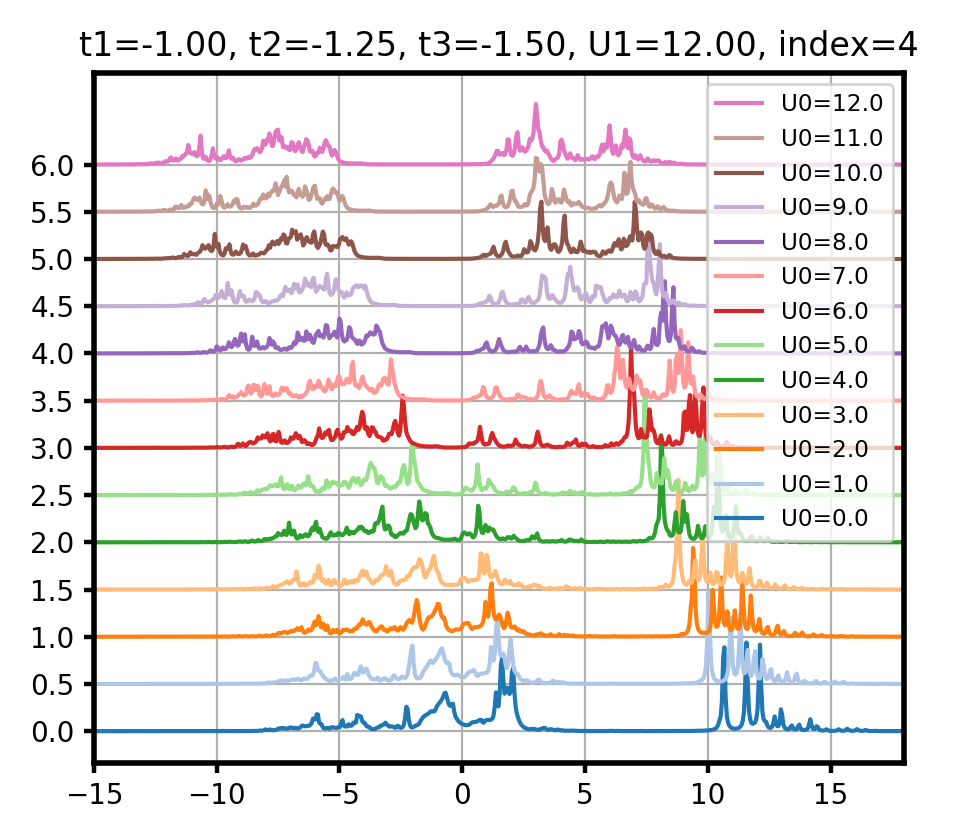 t1=-1.00, t2=-1.25, t3=-1.50, U1=12.00, index=4
U0=12.0
U0=11.0
U0=10.0
U0=9.0
U0=8.0
U0=7.0
U0=6.0
U0=5.0
U0=4.0
U0=3.0
U0=2.0
U0=1.0
U0=0.0
6.0
5.5
5.0
4.5
4.0
3.5
3.0
2.5
2.0
1.5
1.0
0.5
0.0
−15 −10 −5 0 5 10 15